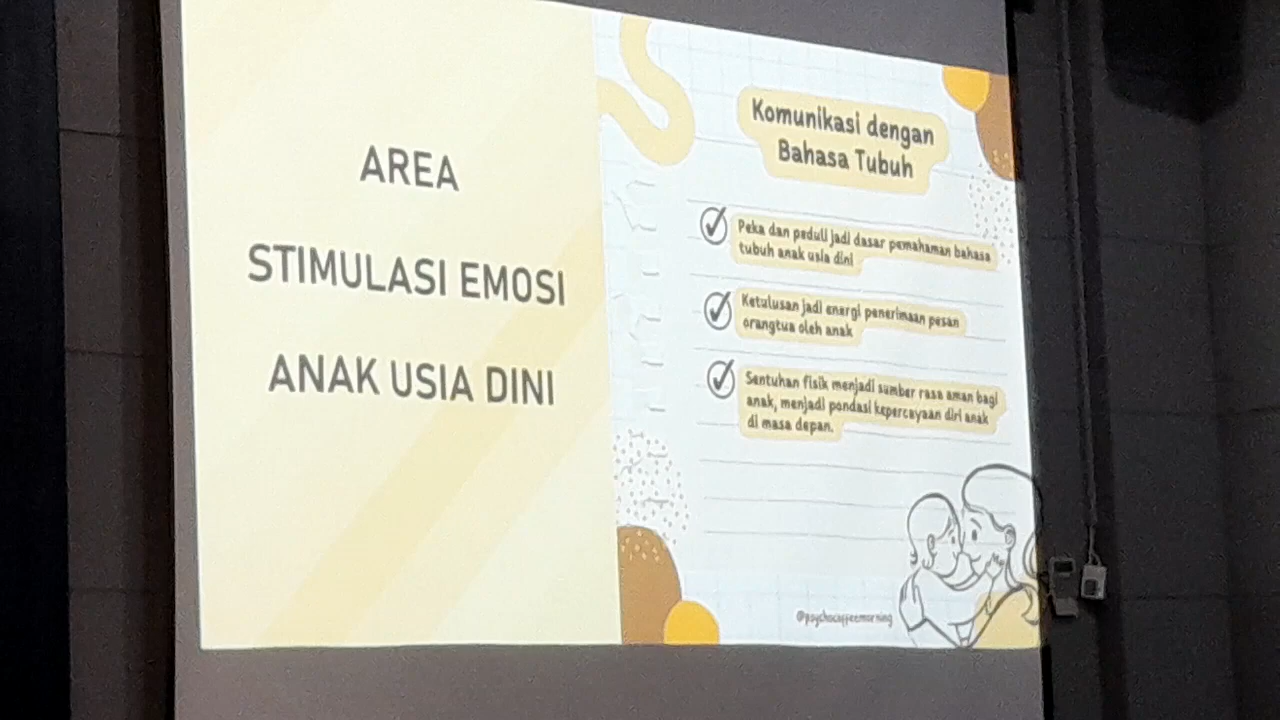 AREA
STIMULASI EMOSI
ANAK USIA DINI
Komunikasi dengan
Bahasa Tubuh
Peka dan peduli jadi dasar pemahaman bahasa
tubuh anak usia dini
Ketulusan jadi energi penerimaan pesan
orangtua oleh anak
Sentuhan fisik menjadi sumber rasa aman bagi
anak, menjadi pondasi kepercayaan diri anak
di masa depan.
@psychocoffeemorning